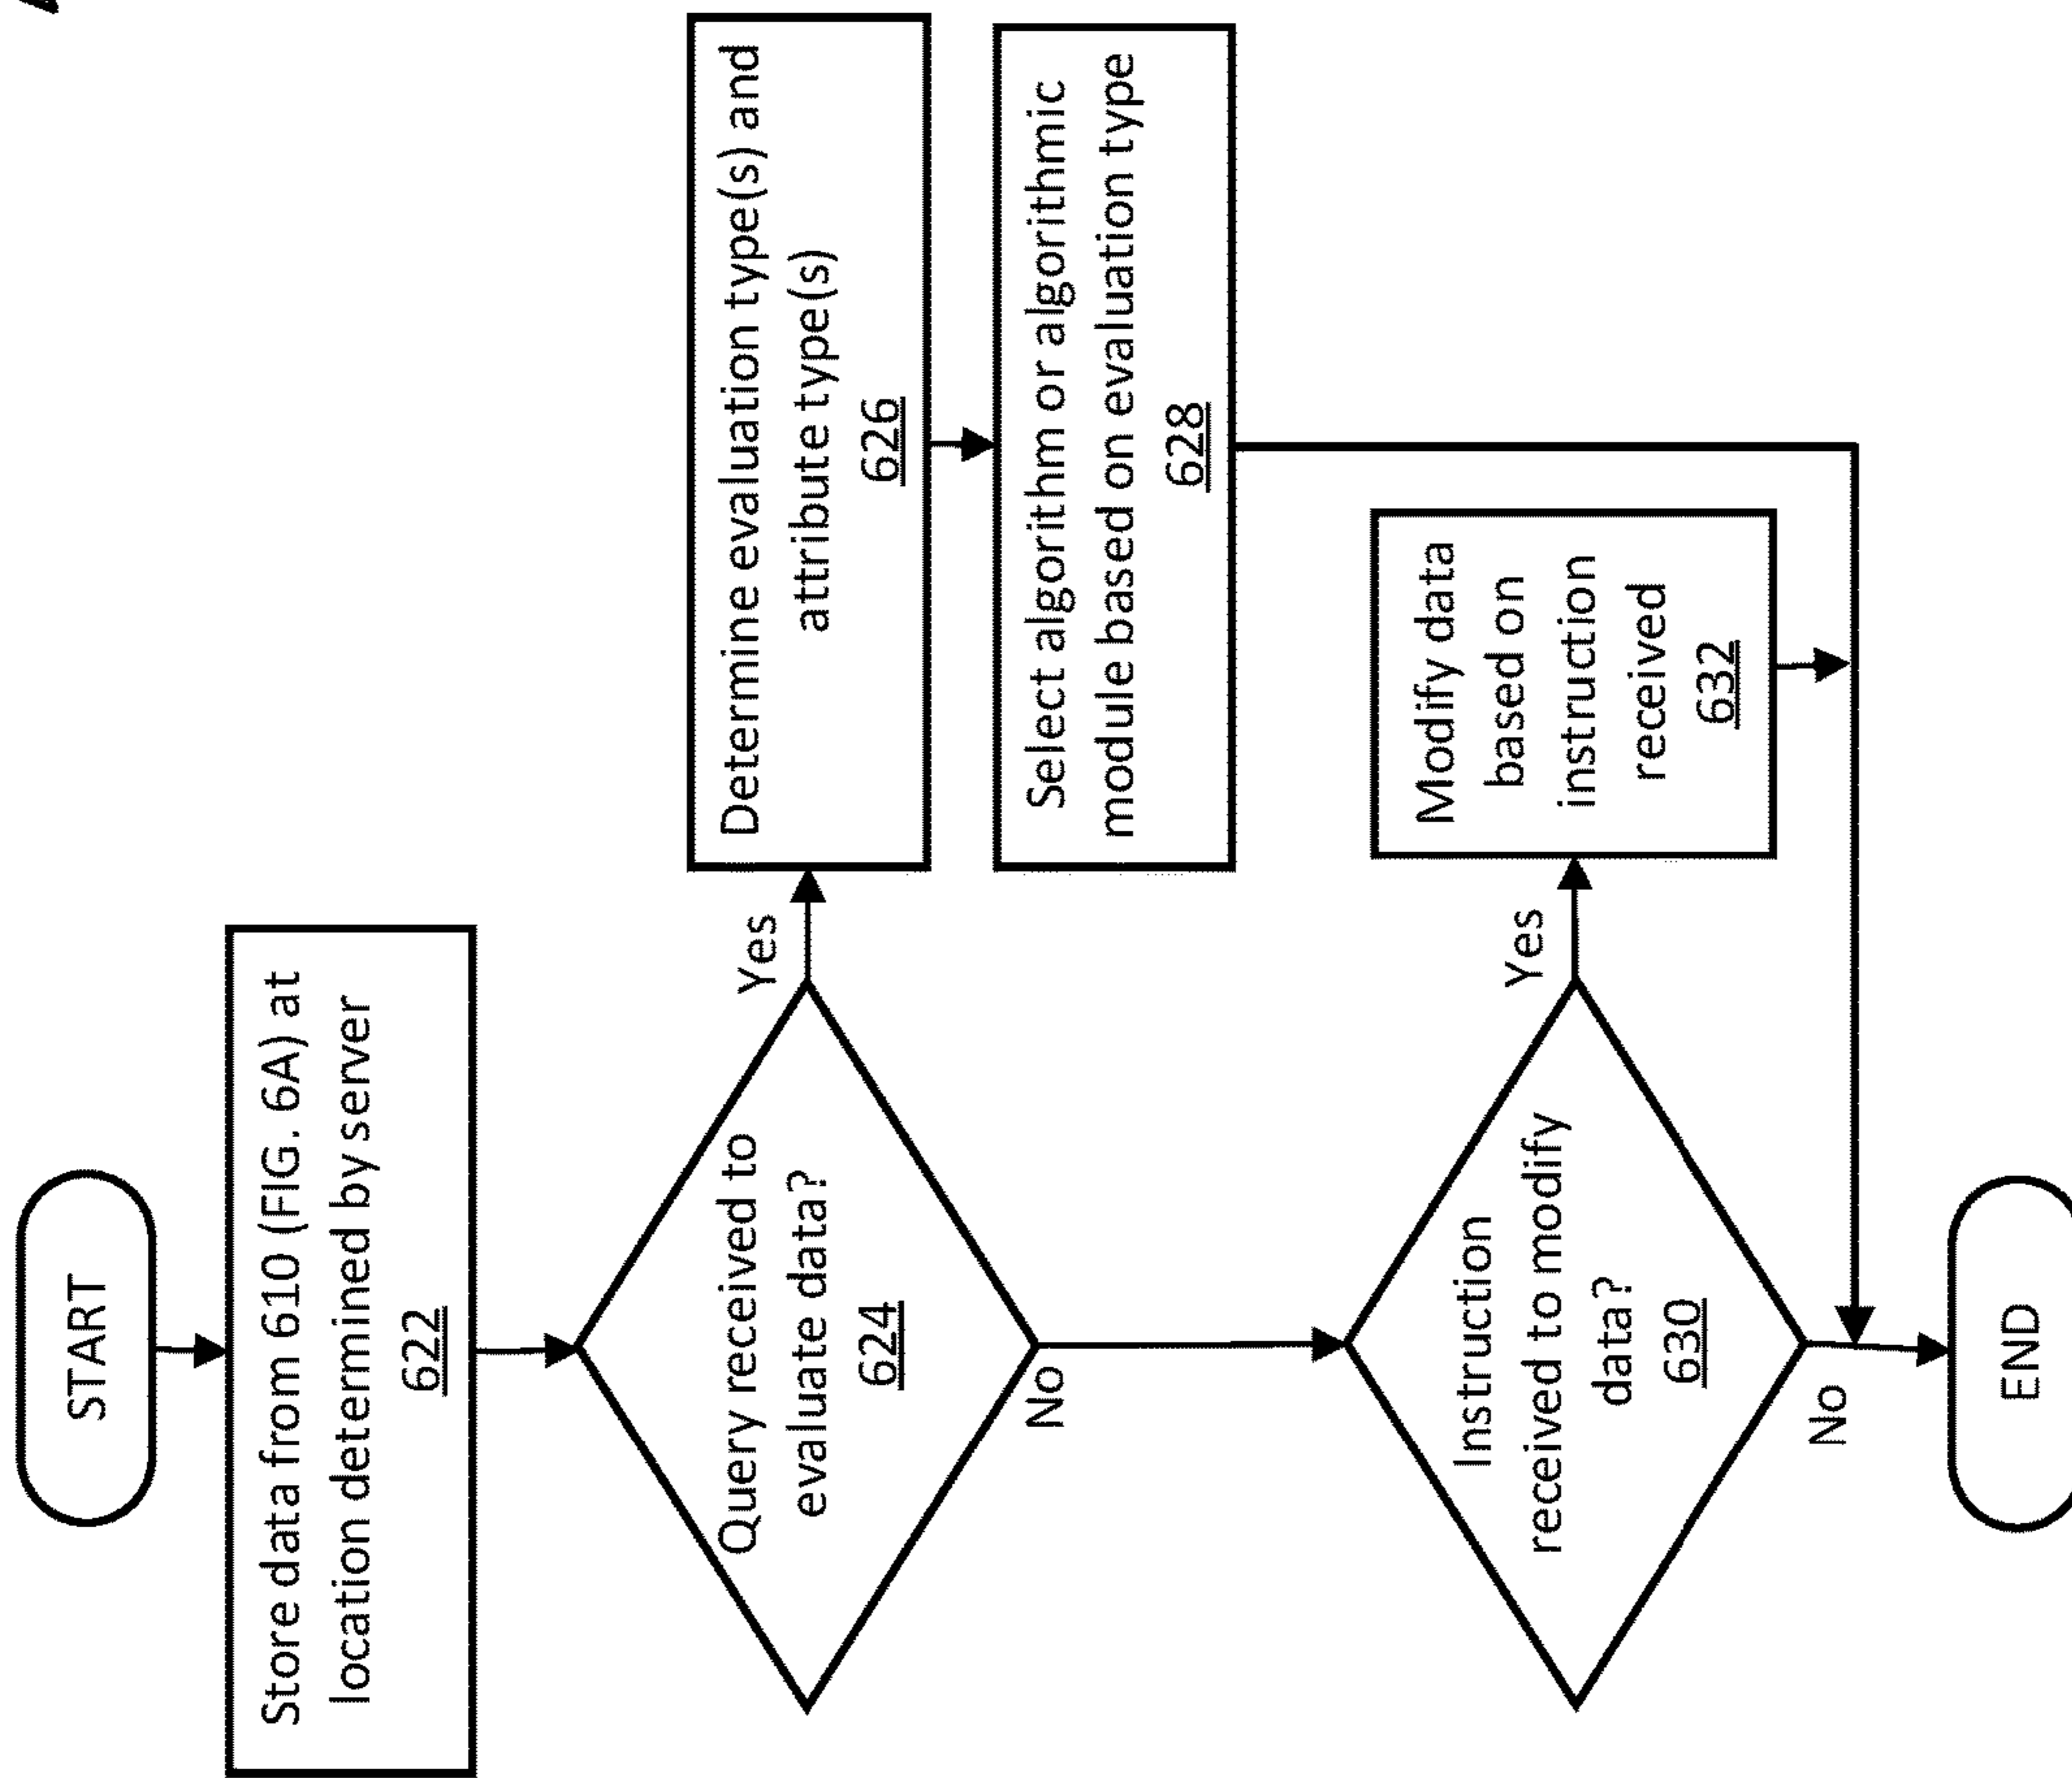 START
Store data from 610 (FIG. 6A) at
location determined by server
622
Query received to
evaluate data?
624
Yes
Determine evaluation type(s) and
attribute type(s)
626
Select algorithm or algorithmic
module based on evaluation type
628
No
Instruction
received to modify
data?
630
Yes
Modify data
based on
instruction
received
632
No
END